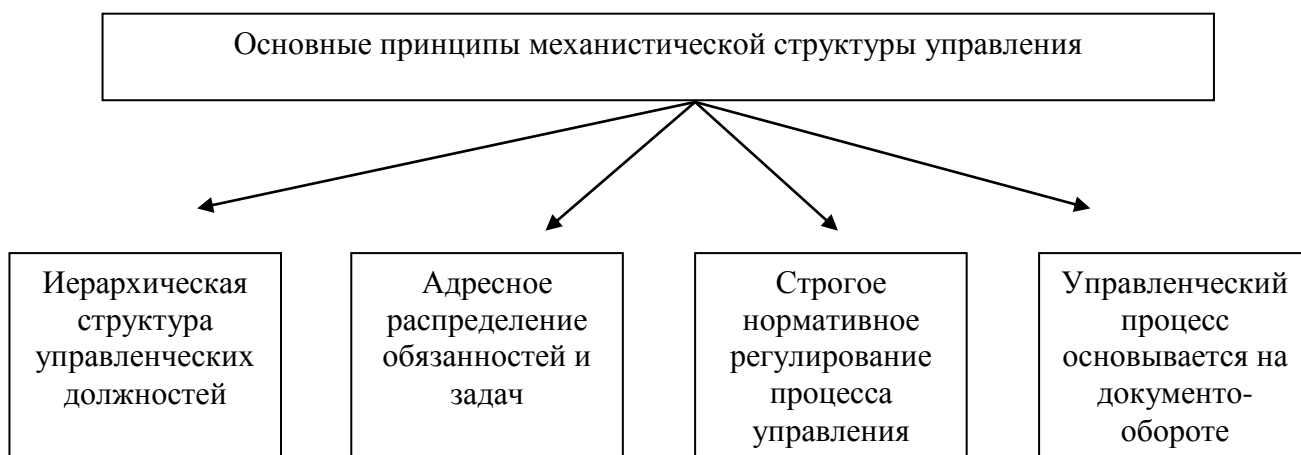 Основные принципы механистической структуры управления
Иерархическая
структура
управленческих
должностей
Адресное
распределение
обязанностей и
задач
Строгое
нормативное
регулирование
процесса
управления
Управленческий
процесс
основывается на
документо-
обороте